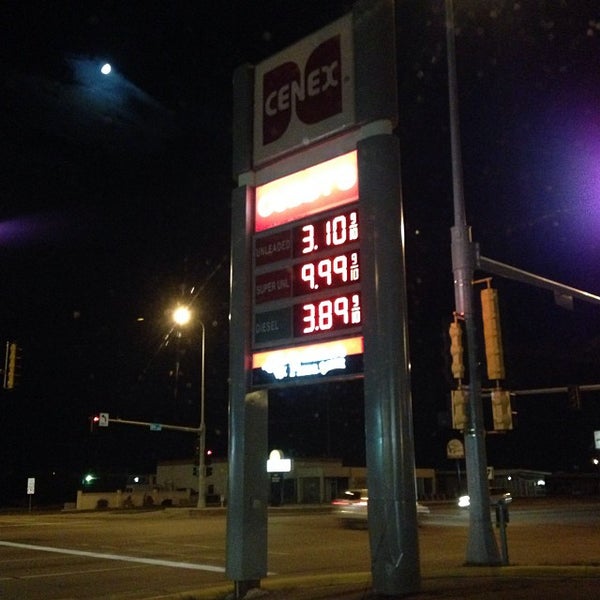 CENEX
UNLEADED 3.10 9/10
SUPER UNL 9.99 9/10
DIESEL 3.89 9/10